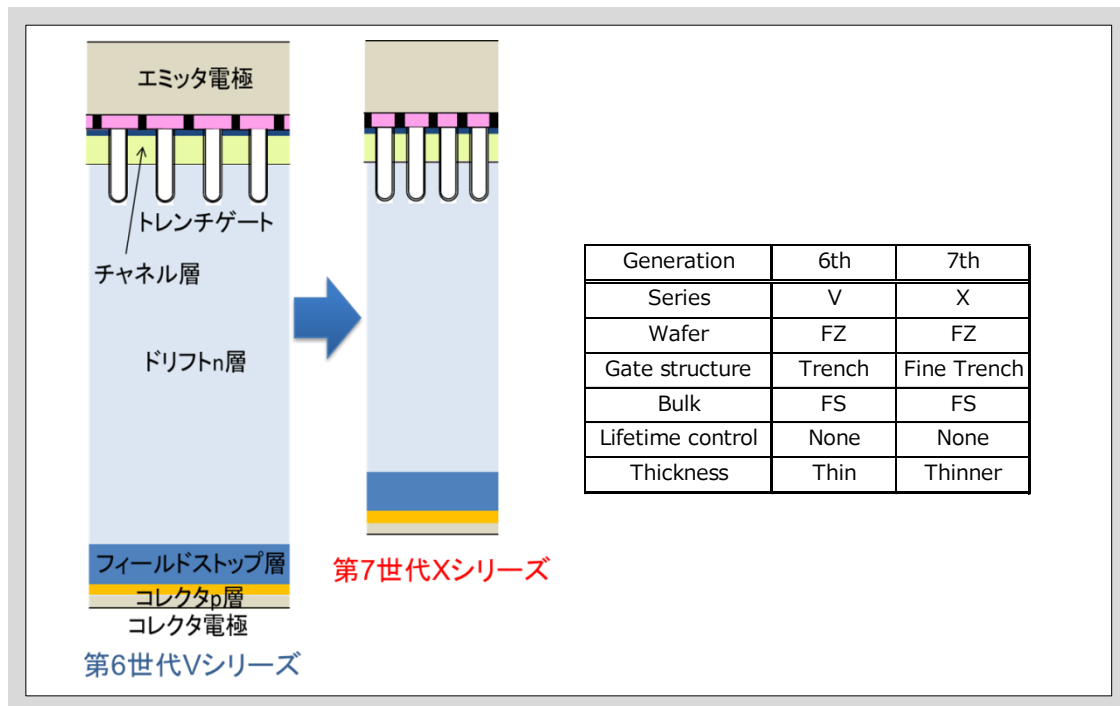 エミッタ電極
トレンチゲート
チャネル層
ドリフトn層
フィールドストップ層
コレクタp層
コレクタ電極
第6世代Vシリーズ
第7世代Xシリーズ
Generation 6th 7th
Series V X
Wafer FZ FZ
Gate structure Trench Fine Trench
Bulk FS FS
Lifetime control None None
Thickness Thin Thinner